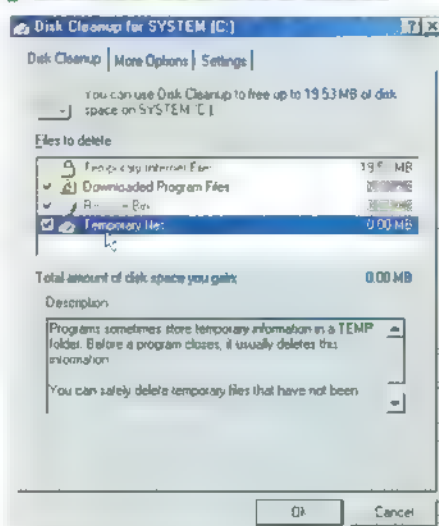 Disk Cleanup for SYSTEM (C:)
Disk Cleanup More Options Settings
You can use Disk Cleanup to free up to 19.53 MB of disk
space on SYSTEM (C:).
Files to delete
Temporary Internet Files MB
Downloaded Program Files
Temporary files 0.00 MB
Total amount of disk space you gain: 0.00 MB
Description
Programs sometimes store temporary information in a TEMP
folder. Before a program closes, it usually deletes this
information
You can safely delete temporary files that have not been
Ok Cancel